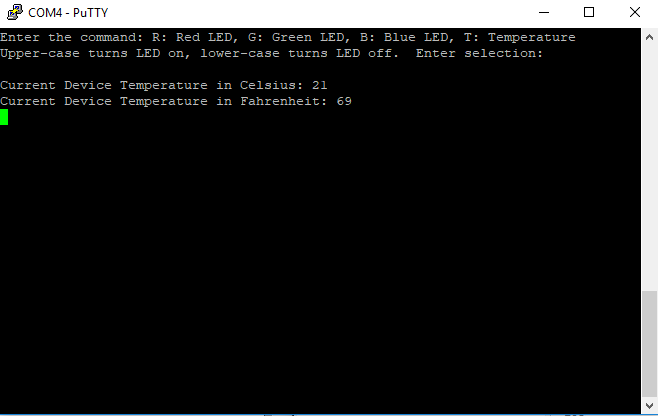 COM4 - PuTTY
Enter the command: R: Red LED, G: Green LED, B: Blue LED, T: Temperature
Upper-case turns LED on, lower-case turns LED off.  Enter selection:
Current Device Temperature in Celsius: 21
Current Device Temperature in Fahrenheit: 69